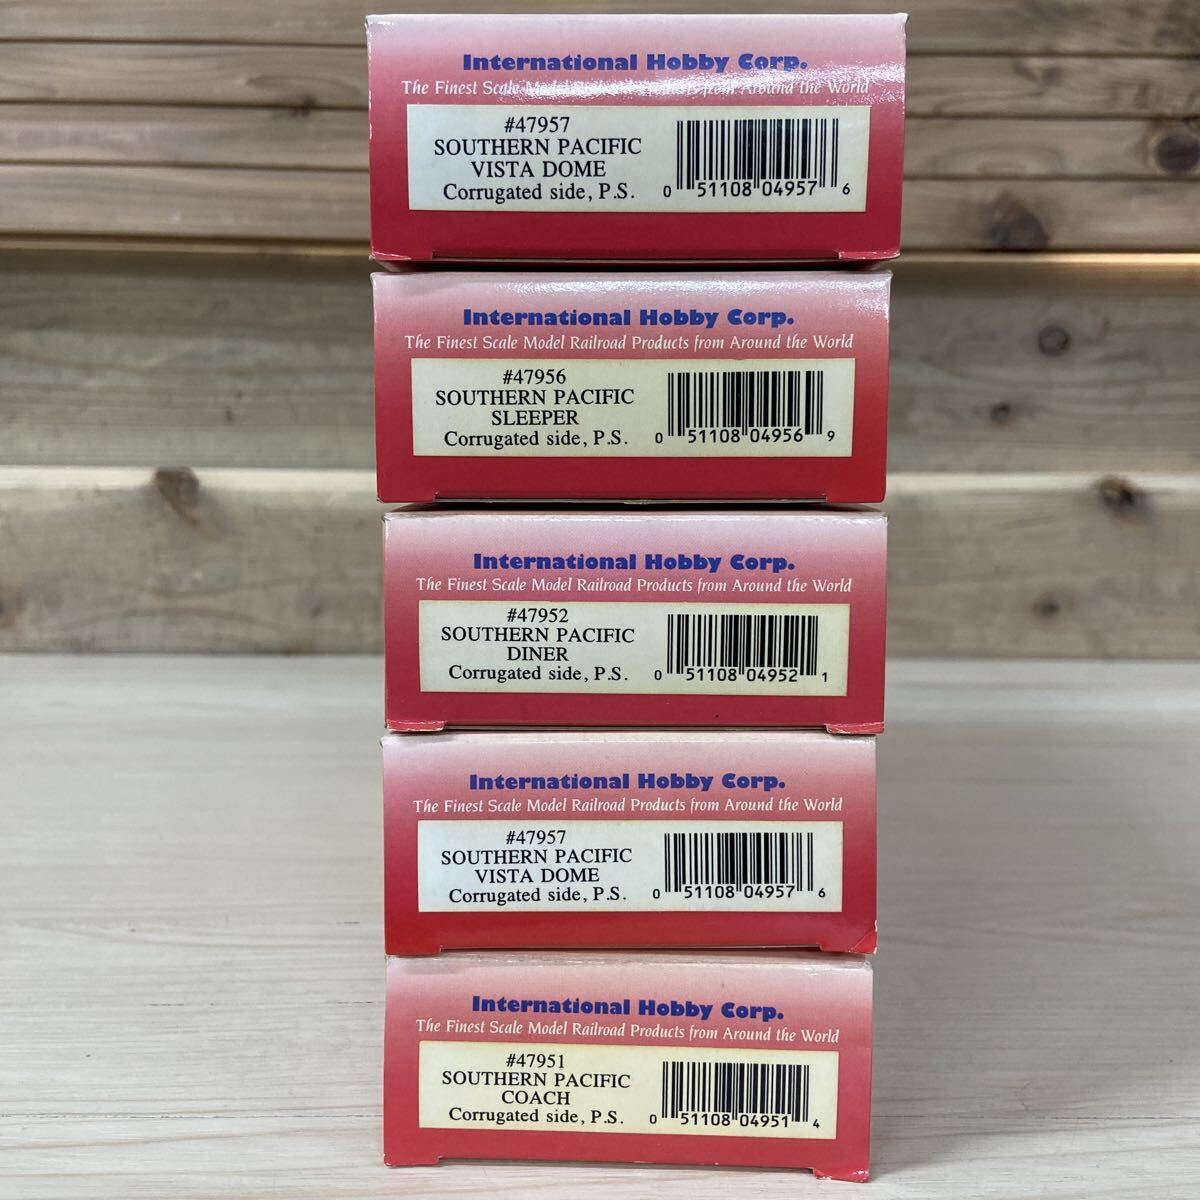 International Hobby Corp.
The Finest Scale Model Railroad Products from Around the World
#47957
SOUTHERN PACIFIC
VISTA DOME
Corrugated side, P.S.
0 51108 04957 6
International Hobby Corp.
The Finest Scale Model Railroad Products from Around the World
#47956
SOUTHERN PACIFIC
SLEEPER
Corrugated side, P.S.
0 51108 04956 9
International Hobby Corp.
The Finest Scale Model Railroad Products from Around the World
#47952
SOUTHERN PACIFIC
DINER
Corrugated side, P.S.
0 51108 04952 1
International Hobby Corp.
The Finest Scale Model Railroad Products from Around the World
#47957
SOUTHERN PACIFIC
VISTA DOME
Corrugated side, P.S.
0 51108 04957 6
International Hobby Corp.
The Finest Scale Model Railroad Products from Around the World
#47951
SOUTHERN PACIFIC
COACH
Corrugated side, P.S.
0 51108 04951 4